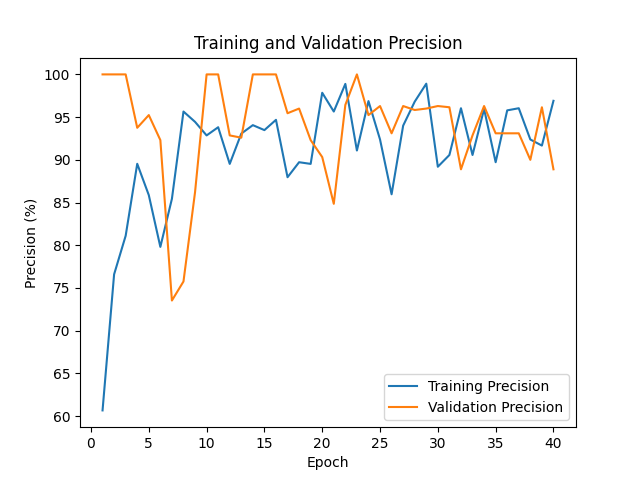 Training and Validation Precision
Precision (%)
100
95
90
85
80
75
70
65
60
0 5 10 15 20 25 30 35 40
Epoch
Training Precision
Validation Precision